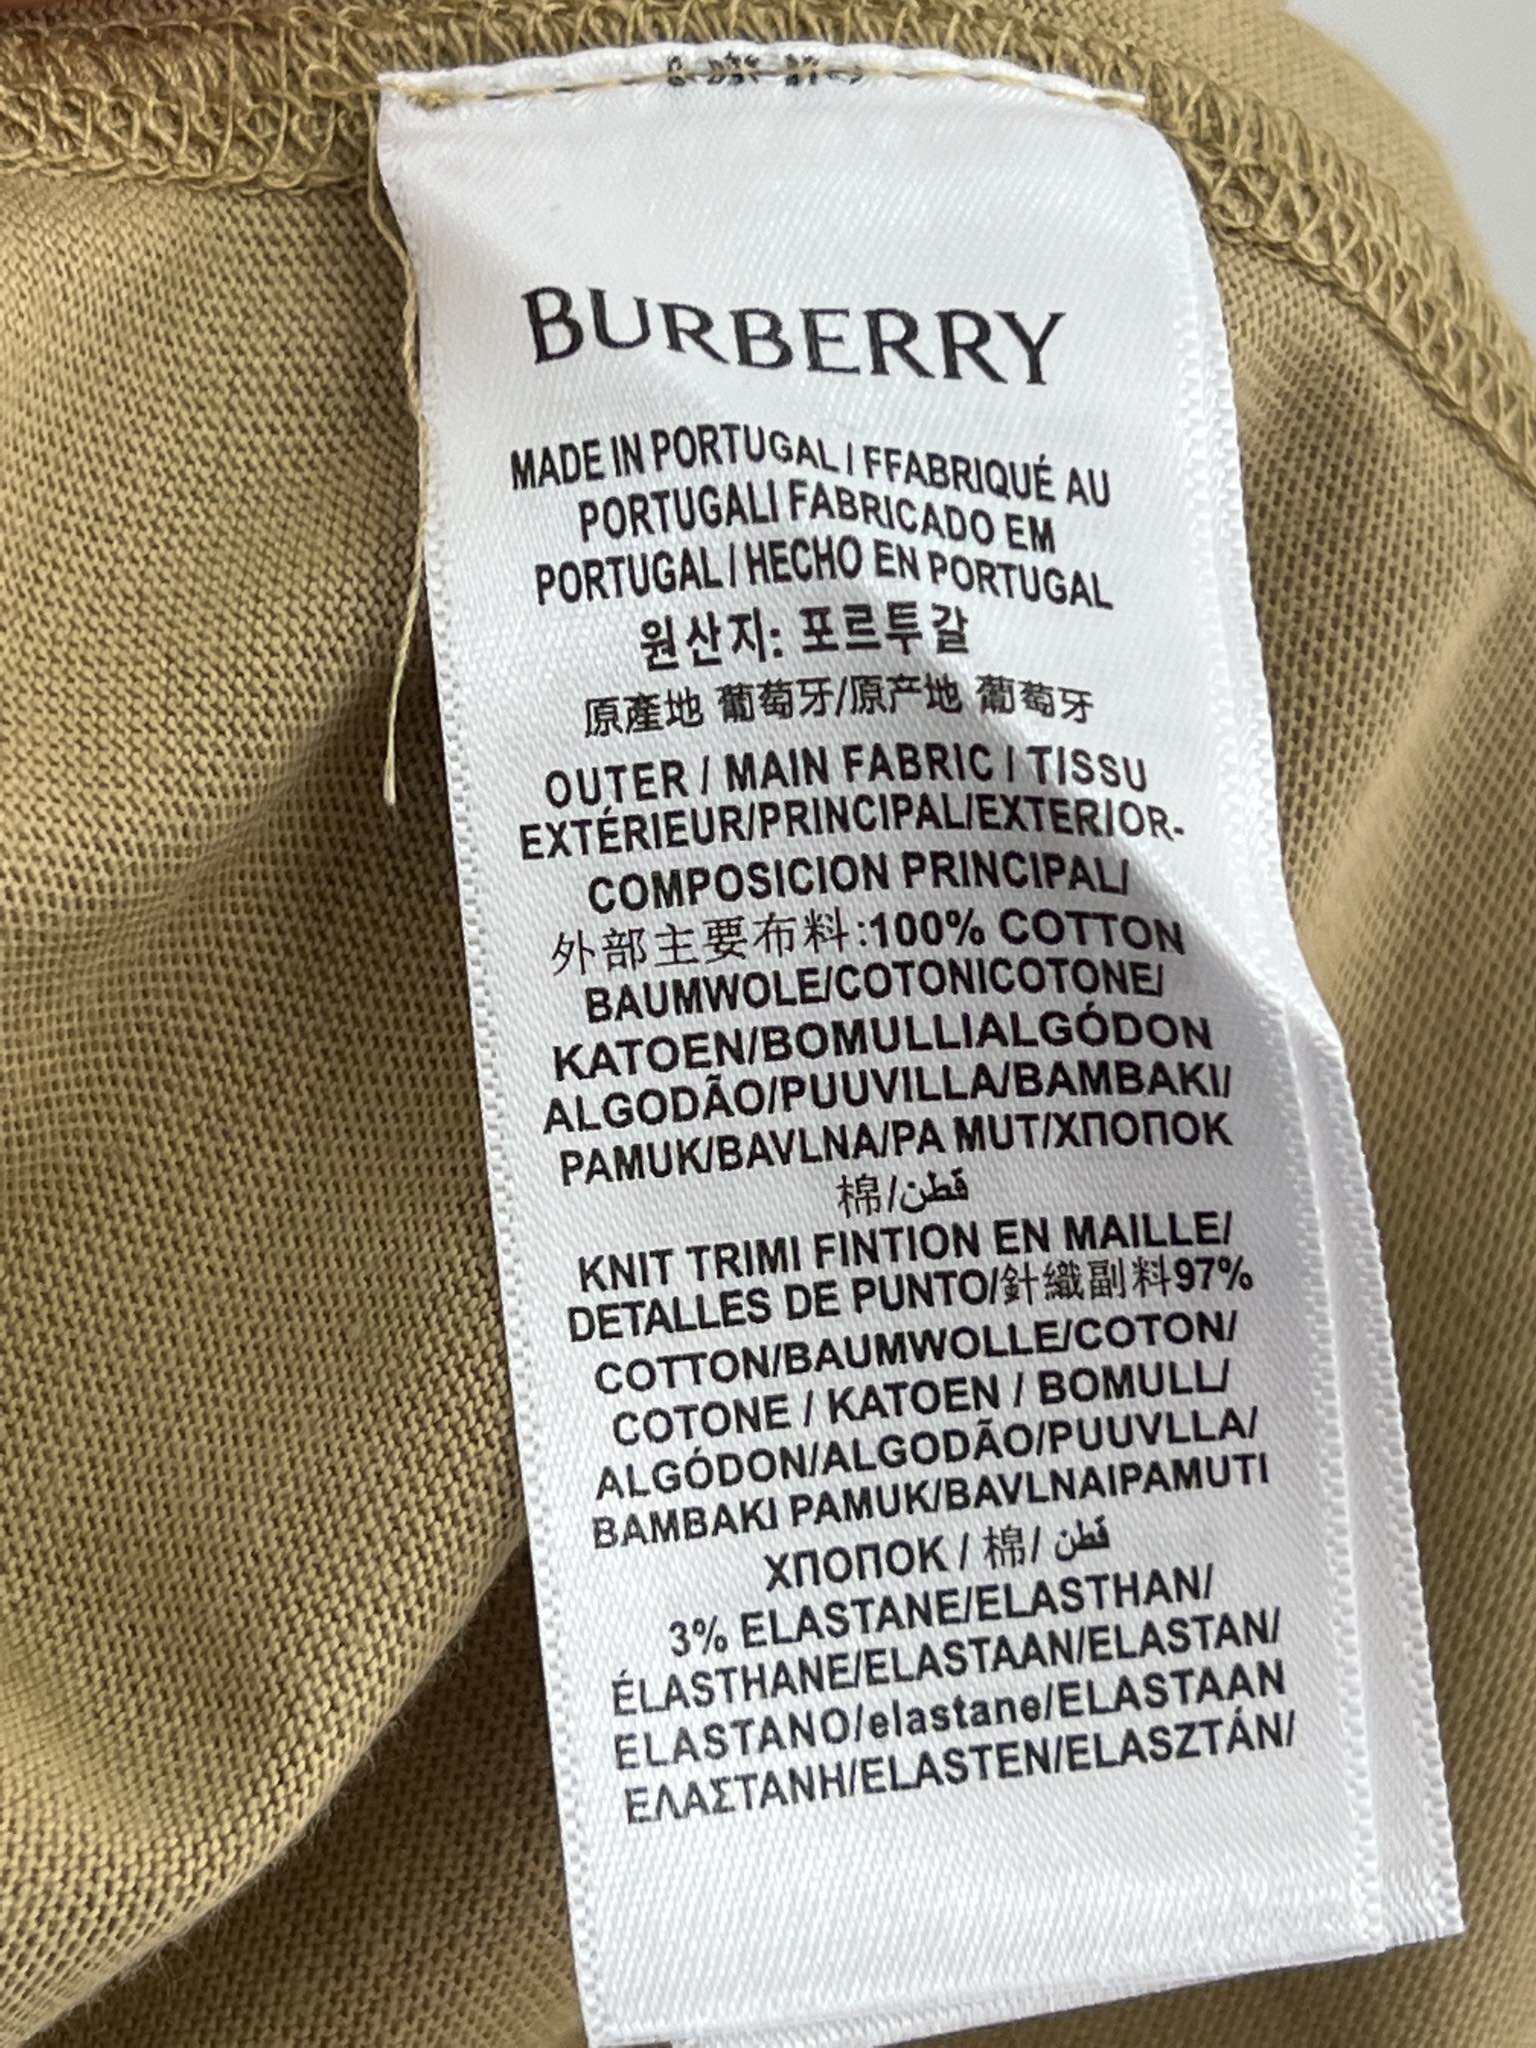 BURBERRY
MADE IN PORTUGAL / FFABRIQUÉ AU
PORTUGALI FABRICADO EM
PORTUGAL / HECHO EN PORTUGAL
원산지: 포르투갈
原產地 葡萄牙/原产地 葡萄牙
OUTER / MAIN FABRIC / TISSU
EXTÉRIEUR/PRINCIPAL/EXTERIOR-
COMPOSICION PRINCIPAL/
外部主要布料:100% COTTON
BAUMWOLE/COTONICOTONE/
KATOEN/BOMULLIALGÓDON
ALGODÃO/PUUVILLA/BAMBAKI/
PAMUK/BAVLNA/PA MUT/ХПОПОК
棉/قطن
KNIT TRIMI FINTION EN MAILLE/
DETALLES DE PUNTO/針織副料97%
COTTON/BAUMWOLLE/COTON/
COTONE / KATOEN / BOMULL/
ALGÓDON/ALGODÃO/PUUVLLA/
BAMBAKI PAMUK/BAVLNAIPAMUTI
ХПОПОК / 棉/ قطن
3% ELASTANE/ELASTHAN/
ÉLASTHANE/ELASTAAN/ELASTAN/
ELASTANO/elastane/ELASTAAN
ΕΛΑΣΤΑΝΗ/ELASTEN/ELASZTÁN/